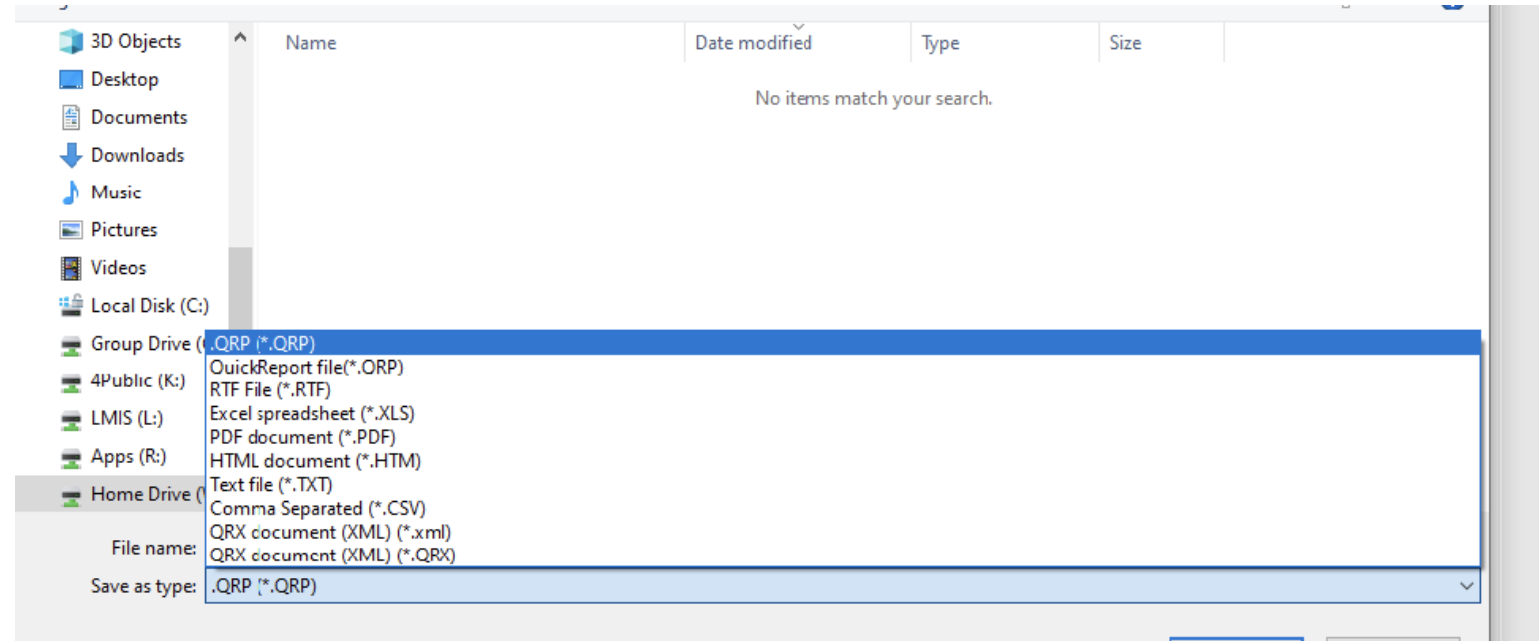 3D Objects
Name
Date modified
Type
Size
Desktop
No items match your search.
Documents
Downloads
Music
Pictures
Videos
Local Disk (C:)
Group Drive (
.QRP (*.QRP)
QuickReport file(*.QRP)
4Public (K:)
RTF File (*.RTF)
LMIS (L:)
Excel spreadsheet (*.XLS)
PDF document (*.PDF)
Apps (R:)
HTML document (*.HTM)
Text file (*.TXT)
Home Drive (
Comma Separated (*.CSV)
QRX document (XML) (*.xml)
File name:
QRX document (XML) (*.QRX)
Save as type:
.QRP (*.QRP)